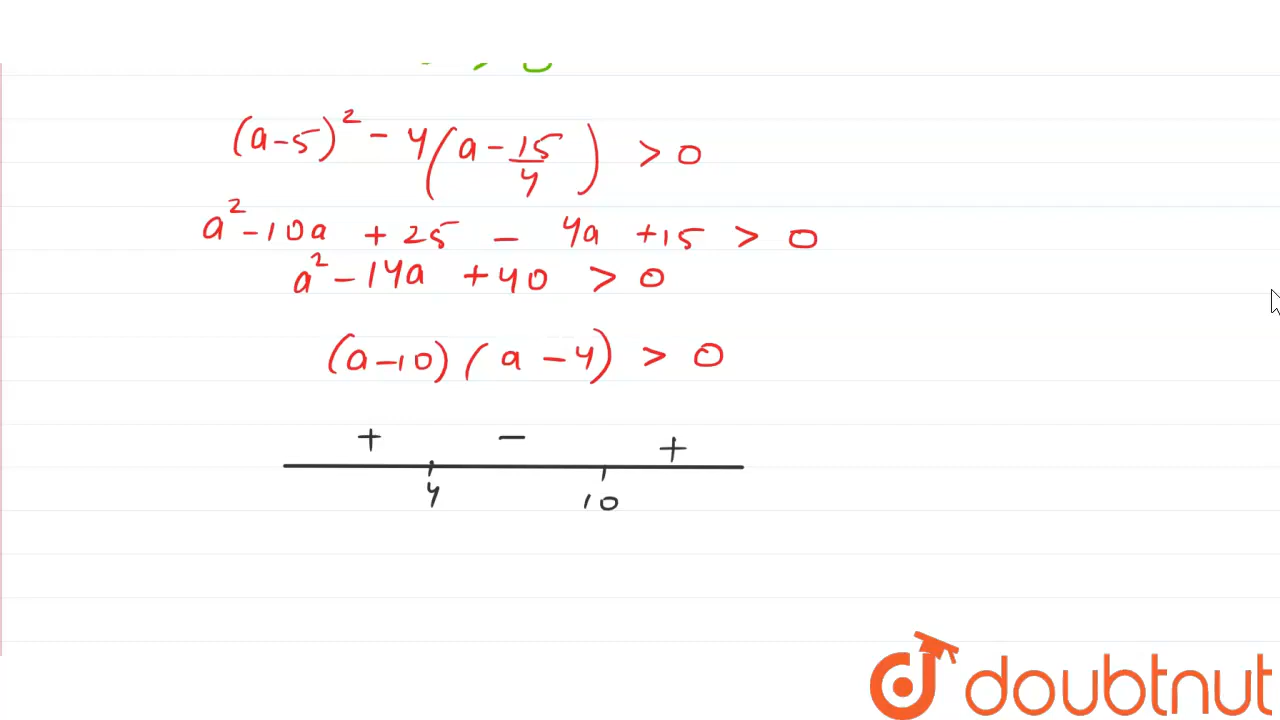 (a-5)² - 4(a - 15/4) > 0
a² - 10a + 25 - 4a + 15 > 0
a² - 14a + 40 > 0
(a-10)(a-4) > 0
+ - +
4 10
doubtnut